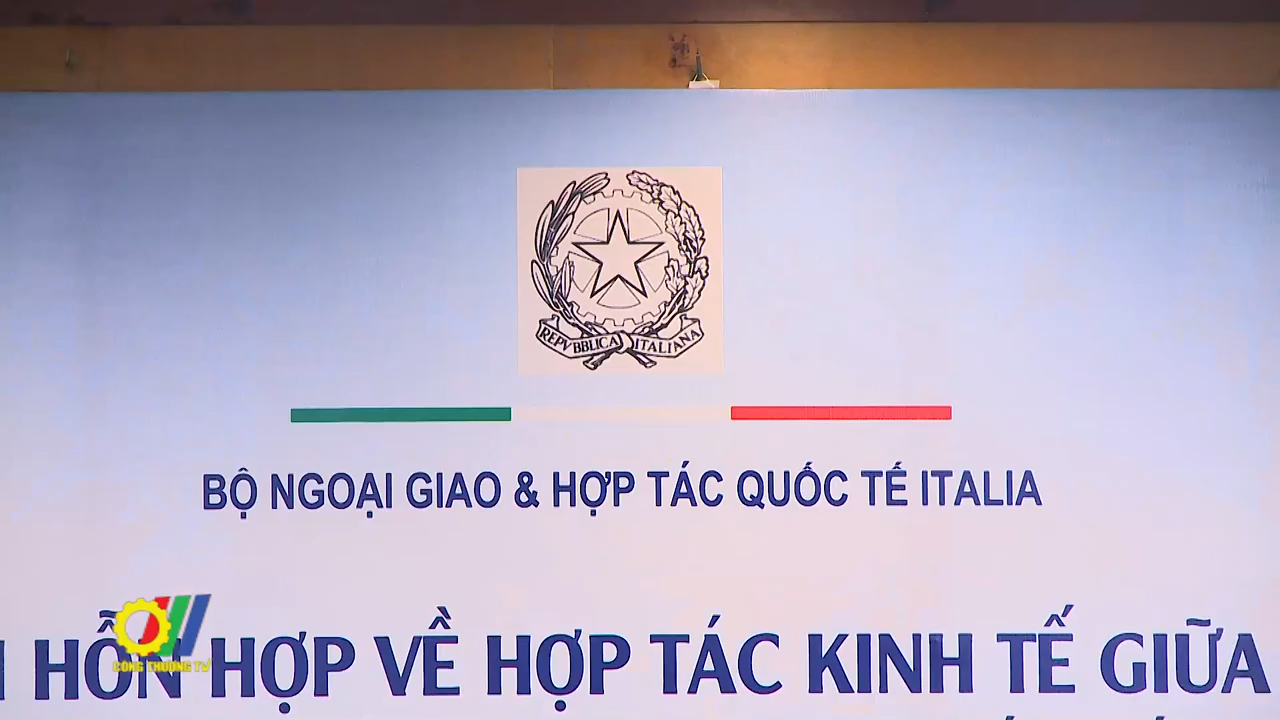 REPVBBLICA ITALIANA
BỘ NGOẠI GIAO & HỢP TÁC QUỐC TẾ ITALIA
HỖN HỢP VỀ HỢP TÁC KINH TẾ GIỮA
CÔNG THƯƠNG TV